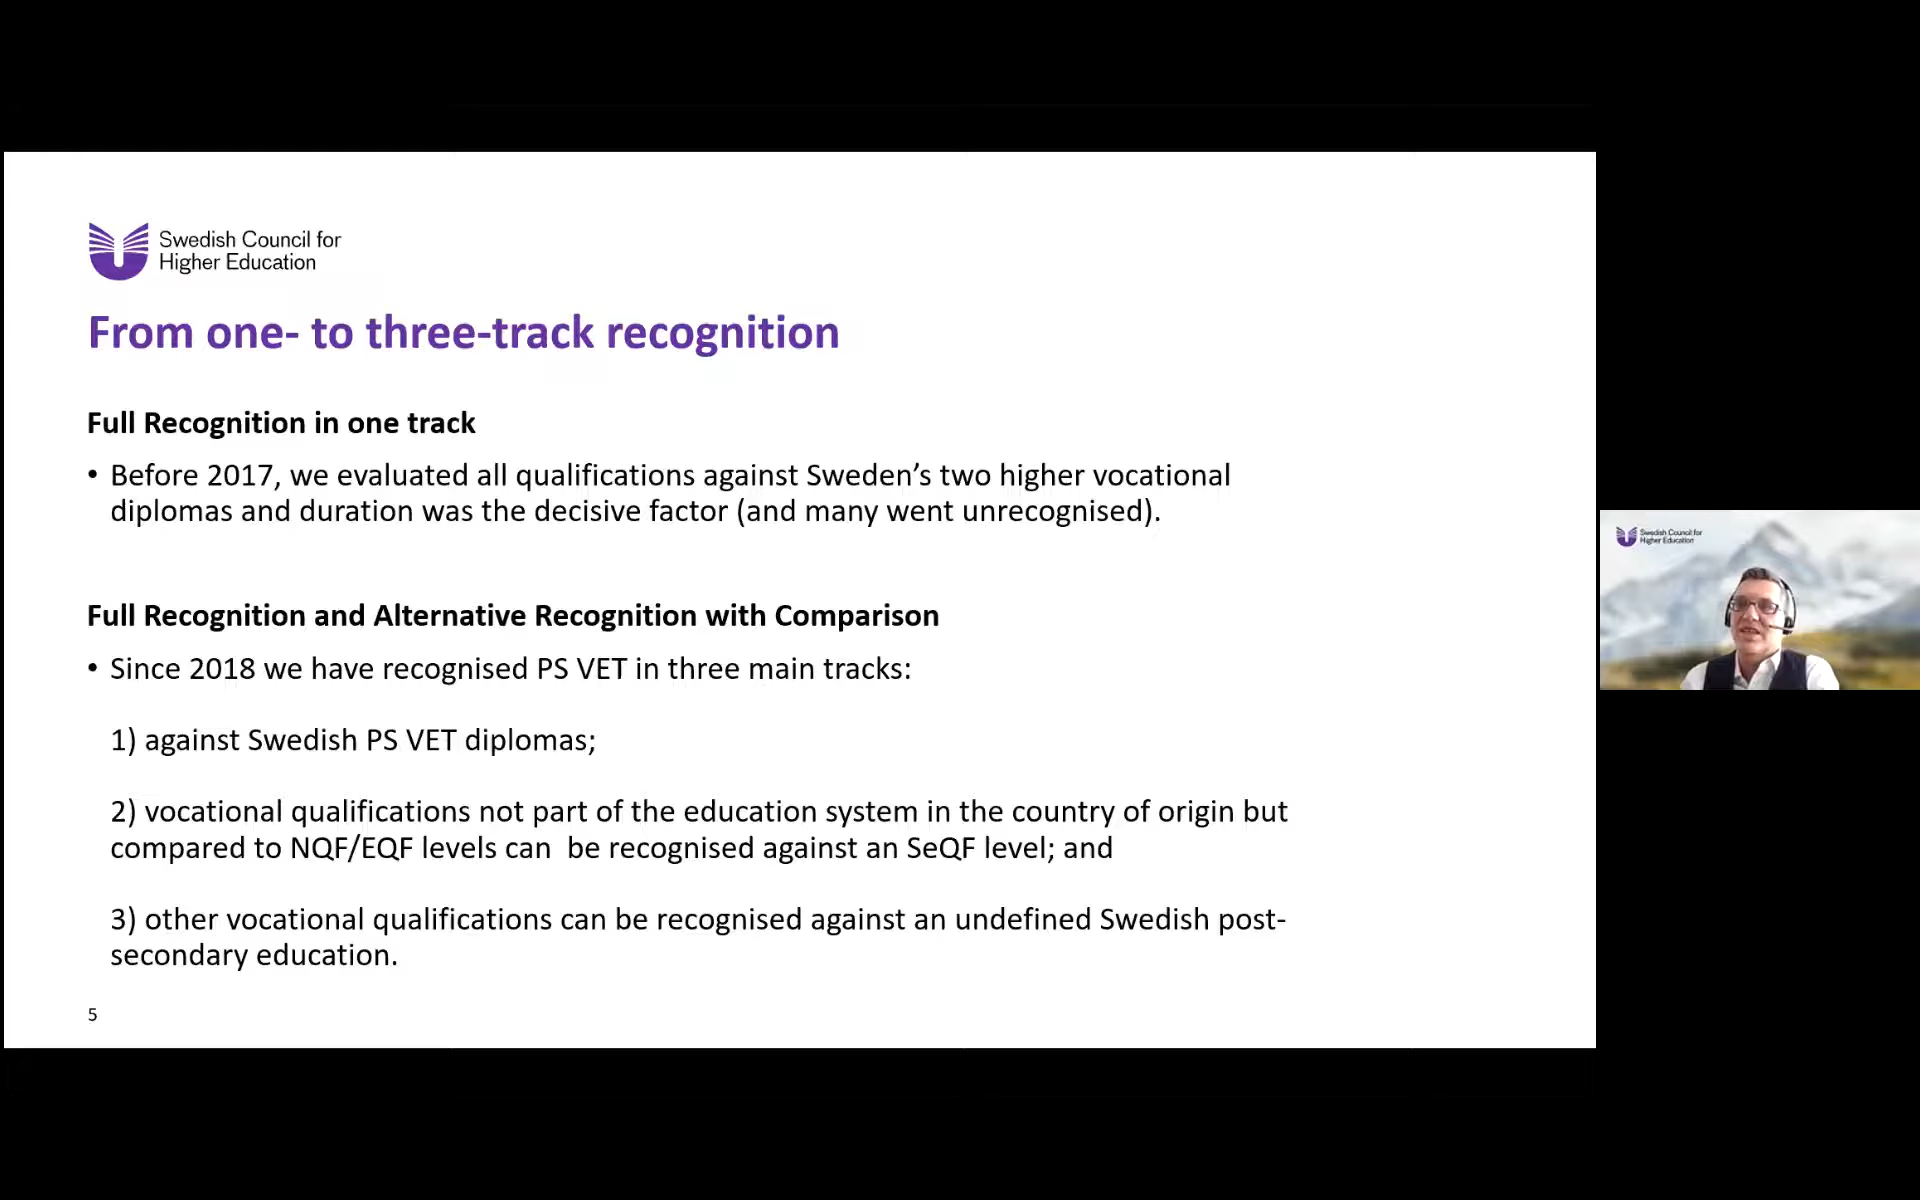 Swedish Council for
Higher Education
From one- to three-track recognition
Full Recognition in one track
• Before 2017, we evaluated all qualifications against Sweden’s two higher vocational
diplomas and duration was the decisive factor (and many went unrecognised).
Full Recognition and Alternative Recognition with Comparison
• Since 2018 we have recognised PS VET in three main tracks:
1) against Swedish PS VET diplomas;
2) vocational qualifications not part of the education system in the country of origin but
compared to NQF/EQF levels can  be recognised against an SeQF level; and
3) other vocational qualifications can be recognised against an undefined Swedish post-
secondary education.
5
Swedish Council for
Higher Education